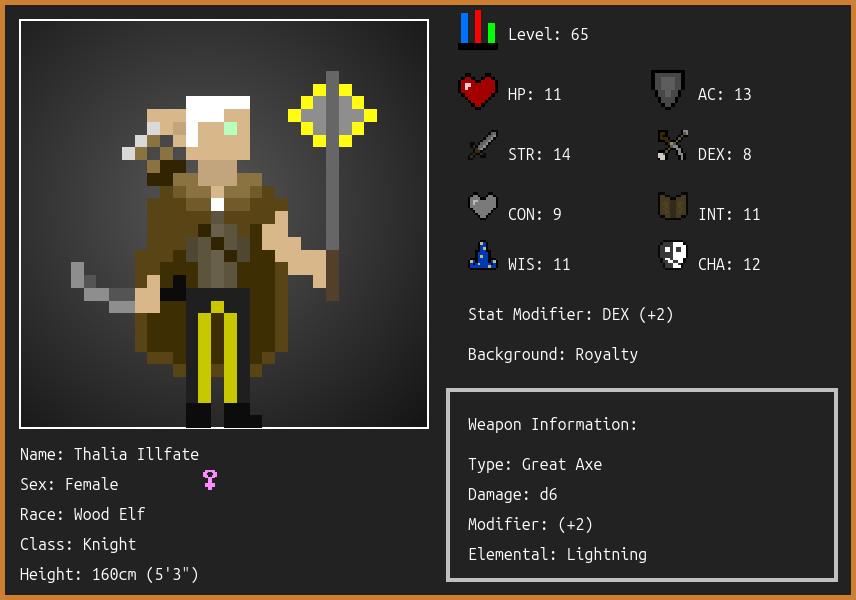 Level: 65
HP: 11
AC: 13
STR: 14
DEX: 8
CON: 9
INT: 11
WIS: 11
CHA: 12
Stat Modifier: DEX (+2)
Background: Royalty
Weapon Information:
Type: Great Axe
Damage: d6
Modifier: (+2)
Elemental: Lightning
Name: Thalia Illfate
Sex: Female
Race: Wood Elf
Class: Knight
Height: 160cm (5'3")